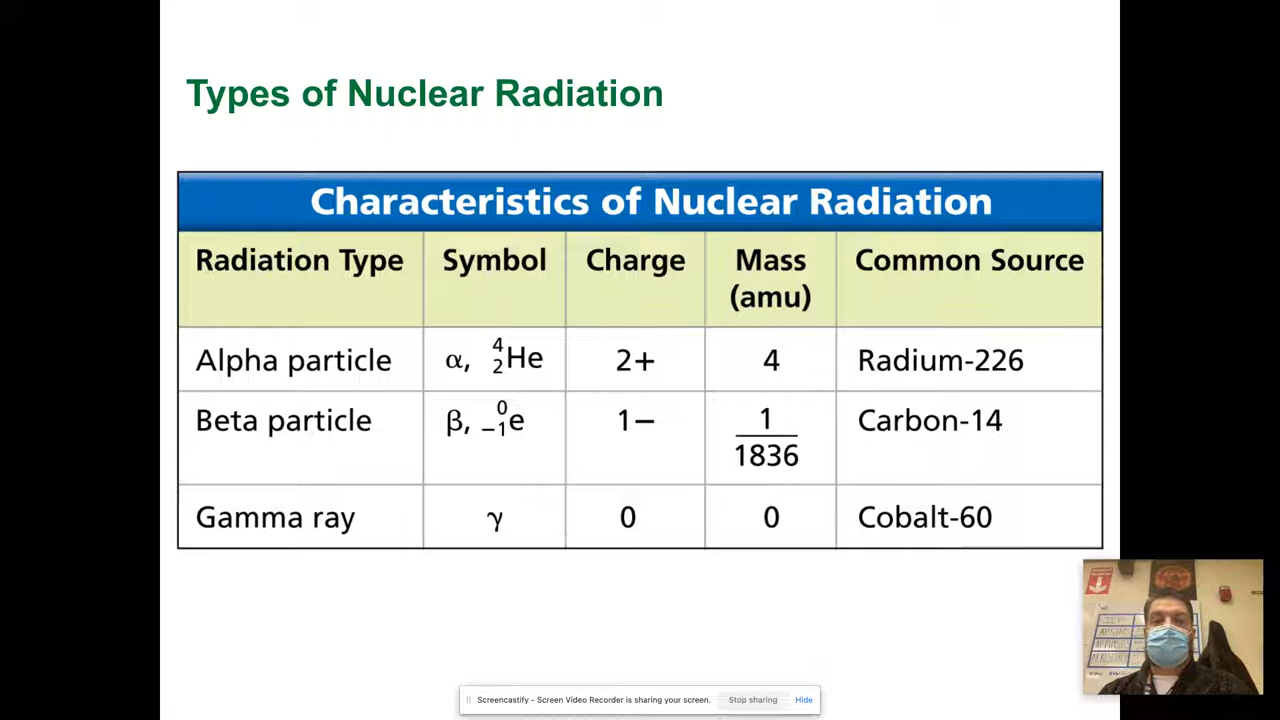 Types of Nuclear Radiation
Characteristics of Nuclear Radiation
Radiation Type Symbol Charge Mass (amu) Common Source
Alpha particle α, ⁴₂He 2+ 4 Radium-226
Beta particle β, ⁰₋₁e 1− 1/1836 Carbon-14
Gamma ray γ 0 0 Cobalt-60
Screencastify - Screen Video Recorder is sharing your screen. Stop sharing Hide